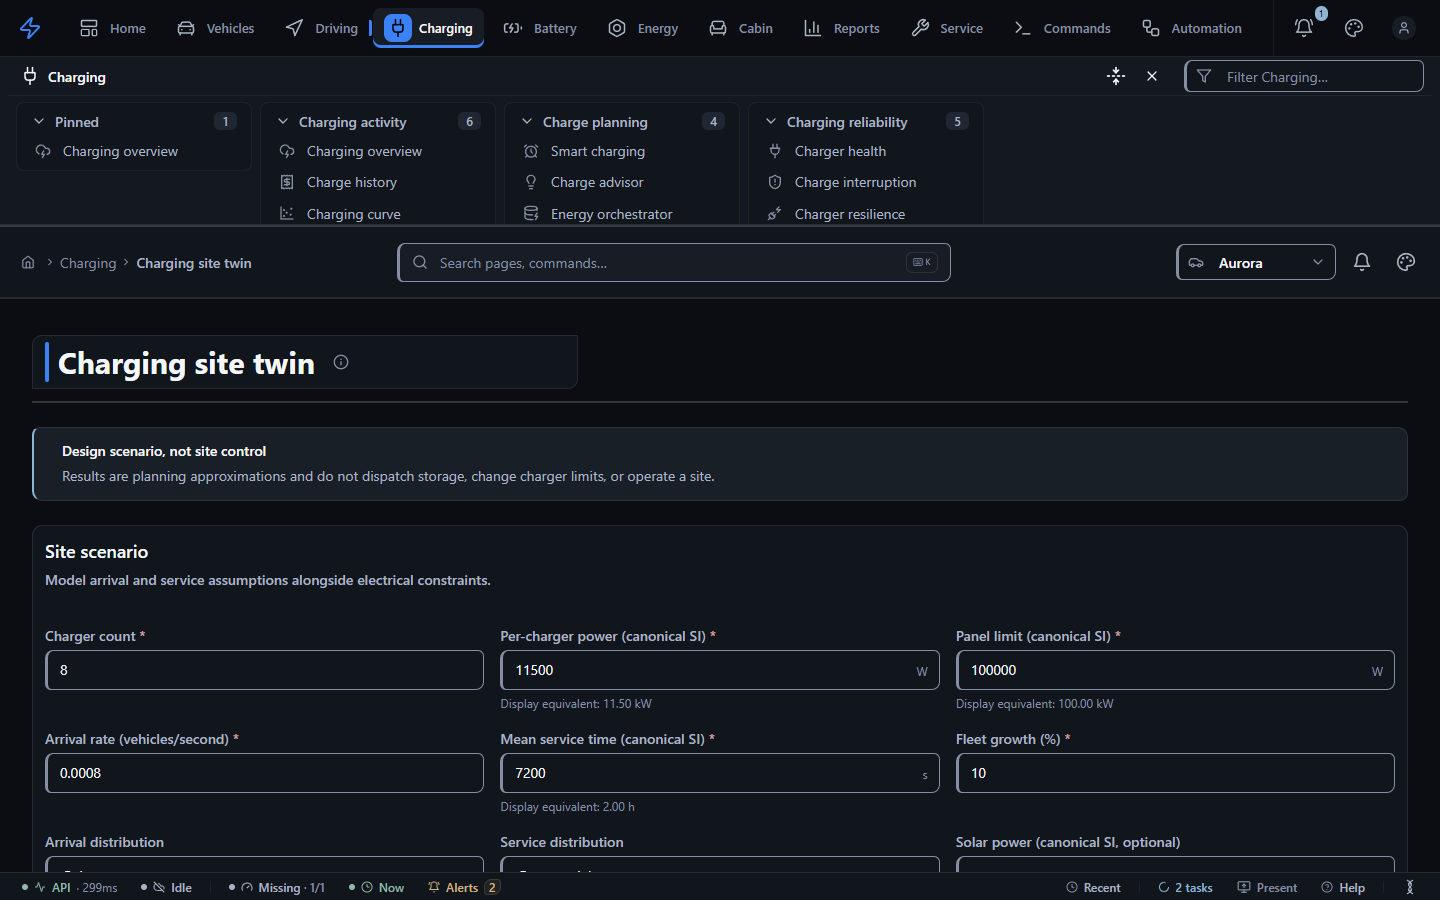 Home
Vehicles
Driving
Charging
Battery
Energy
Cabin
Reports
Service
Commands
Automation
1
Charging
Filter Charging...
Pinned 1
Charging overview
Charging activity 6
Charging overview
Charge history
Charging curve
Charge planning 4
Smart charging
Charge advisor
Energy orchestrator
Charging reliability 5
Charger health
Charge interruption
Charger resilience
Charging
Charging site twin
Search pages, commands...
K
Aurora
Charging site twin
Design scenario, not site control
Results are planning approximations and do not dispatch storage, change charger limits, or operate a site.
Site scenario
Model arrival and service assumptions alongside electrical constraints.
Charger count *
8
Per-charger power (canonical SI) *
11500 W
Display equivalent: 11.50 kW
Panel limit (canonical SI) *
100000 W
Display equivalent: 100.00 kW
Arrival rate (vehicles/second) *
0.0008
Mean service time (canonical SI) *
7200 s
Display equivalent: 2.00 h
Fleet growth (%) *
10
Arrival distribution
Service distribution
Solar power (canonical SI, optional)
API · 299ms
Idle
Missing · 1/1
Now
Alerts 2
Recent
2 tasks
Present
Help